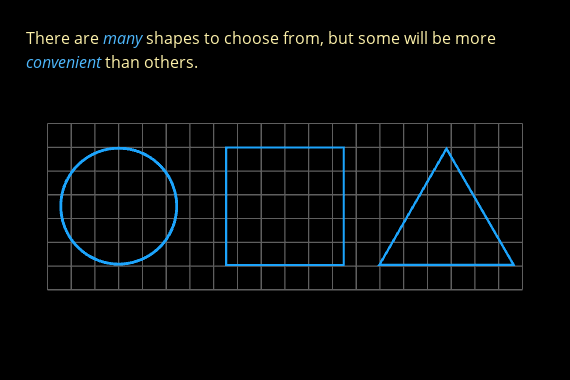 There are many shapes to choose from, but some will be more
convenient than others.